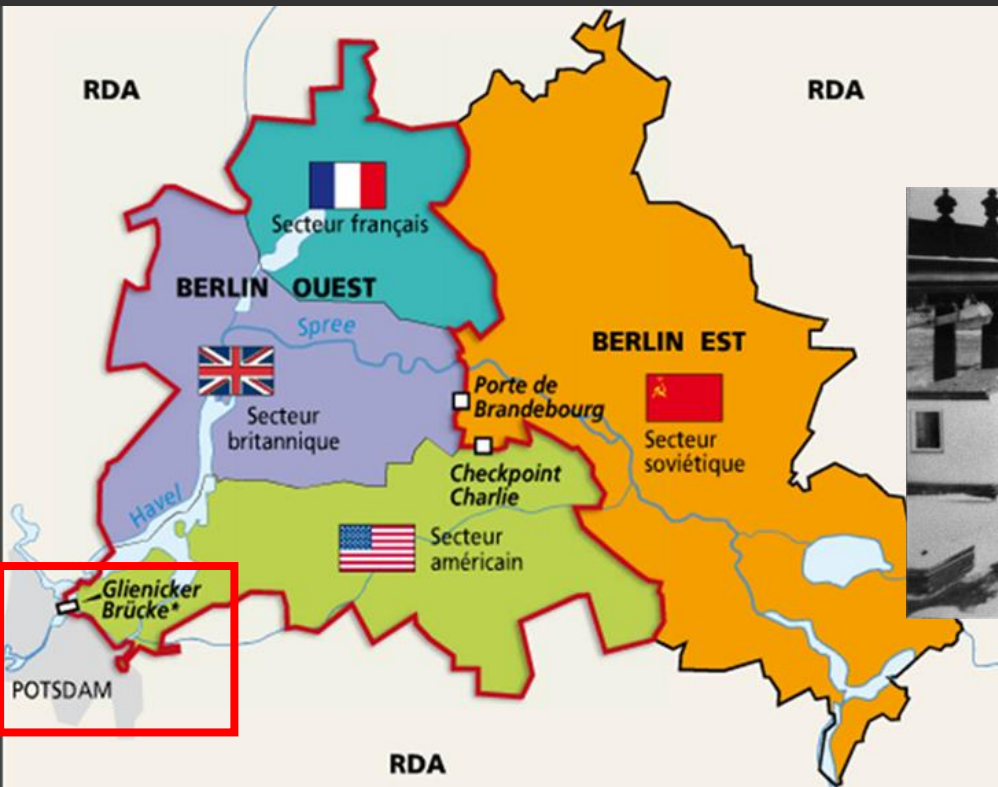 RDA
RDA
Secteur français
BERLIN OUEST
Spree
BERLIN EST
Porte de
Brandebourg
Secteur
britannique
Secteur
soviétique
Checkpoint
Charlie
Havel
Secteur
américain
Glienicker
Brücke*
POTSDAM
RDA